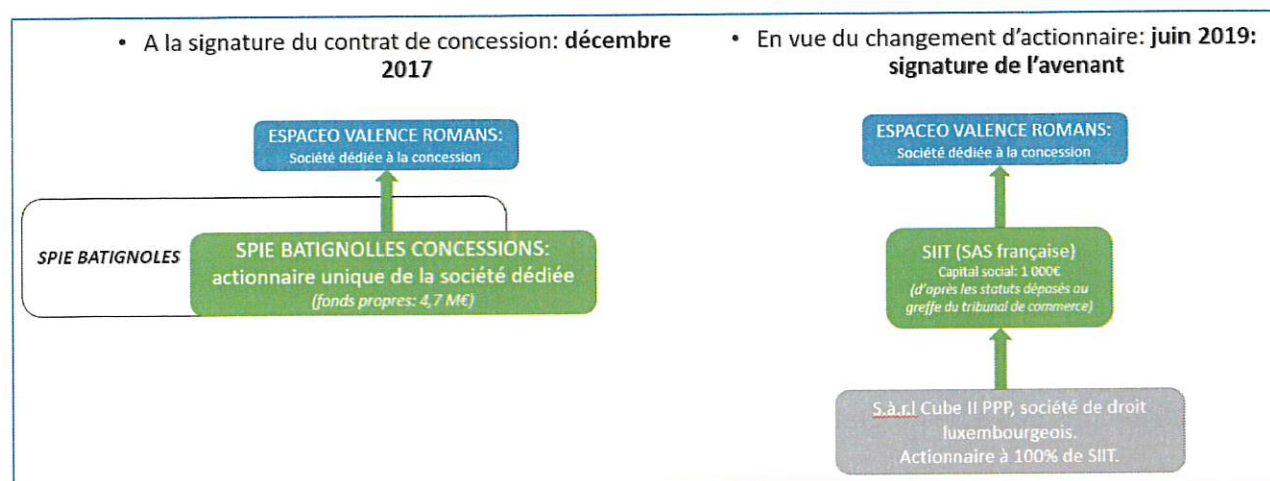 • A la signature du contrat de concession: décembre
2017
ESPACEO VALENCE ROMANS:
Société dédiée à la concession
SPIE BATIGNOLES
SPIE BATIGNOLLES CONCESSIONS:
actionnaire unique de la société dédiée
(fonds propres: 4,7 M€)
• En vue du changement d'actionnaire: juin 2019:
signature de l'avenant
ESPACEO VALENCE ROMANS:
Société dédiée à la concession
SIIT (SAS française)
Capital social: 1 000€
(d'après les statuts déposés au
greffe du tribunal de commerce)
S.à.r.l Cube II PPP, société de droit
luxembourgeois.
Actionnaire à 100% de SIIT.